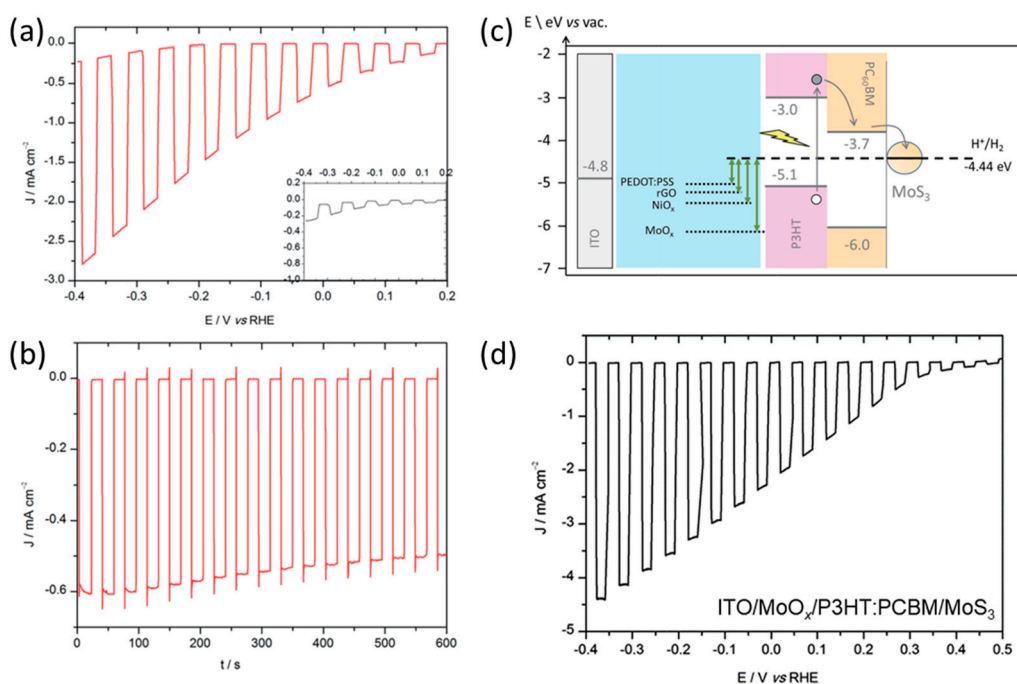 (a)
0.0
-0.5
-1.0
-1.5
-2.0
-2.5
-3.0
J / mA cm⁻²
-0.4 -0.3 -0.2 -0.1 0.0 0.1 0.2
E / V vs RHE
-0.4 -0.3 -0.2 -0.1 0.0 0.1 0.2
0.2
0.0
-0.2
-0.4
-0.6
-0.8
-1.0
(c)
E \ eV vs vac.
-2
-3
-4
-5
-6
-7
-4.8
ITO
PEDOT:PSS
rGO
NiOₓ
MoOₓ
-3.0
-5.1
P3HT
PC₆₀BM
-3.7
-6.0
H⁺/H₂
-4.44 eV
MoS₃
(b)
0.0
-0.2
-0.4
-0.6
J / mA cm⁻²
0 100 200 300 400 500 600
t / s
(d)
0
-1
-2
-3
-4
-5
J / mA cm⁻²
ITO/MoOₓ/P3HT:PCBM/MoS₃
-0.4 -0.3 -0.2 -0.1 0.0 0.1 0.2 0.3 0.4 0.5
E / V vs RHE